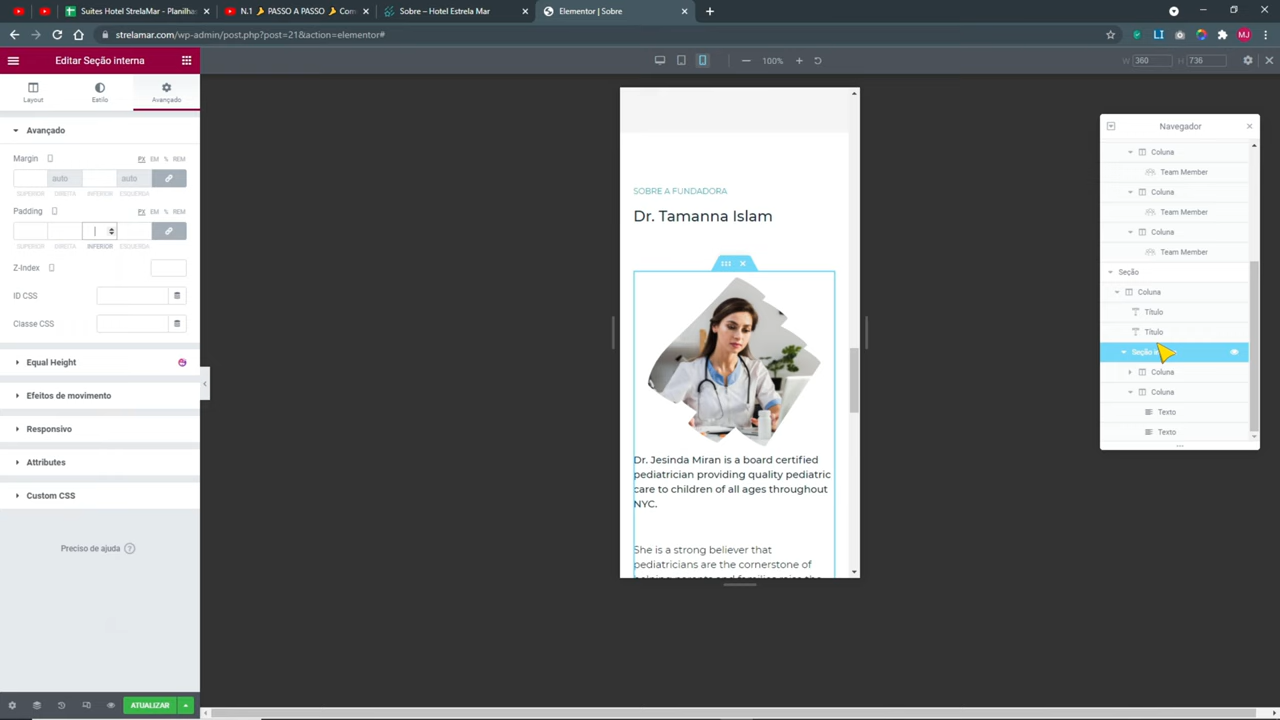 Suites Hotel StrelaMar - Planilha
N.1 🔑 PASSO A PASSO 🔑 Com
Sobre – Hotel Estrela Mar
Elementor | Sobre
strelamar.com/wp-admin/post.php?post=21&action=elementor#
LI
MJ
Editar Seção interna
100%
W 360 H 736
Layout
Estilo
Avançado
Avançado
Margin
PX EM % REM
auto auto
SUPERIOR DIREITA INFERIOR ESQUERDA
Padding
PX EM % REM
SUPERIOR DIREITA INFERIOR ESQUERDA
Z-Index
ID CSS
Classe CSS
Equal Height
Efeitos de movimento
Responsivo
Attributes
Custom CSS
Preciso de ajuda ?
ATUALIZAR
SOBRE A FUNDADORA
Dr. Tamanna Islam
Dr. Jesinda Miran is a board certified
pediatrician providing quality pediatric
care to children of all ages throughout
NYC.
She is a strong believer that
pediatricians are the cornerstone of
Navegador
Coluna
Team Member
Coluna
Team Member
Coluna
Team Member
Seção
Coluna
Título
Título
Seção
Coluna
Coluna
Texto
Texto